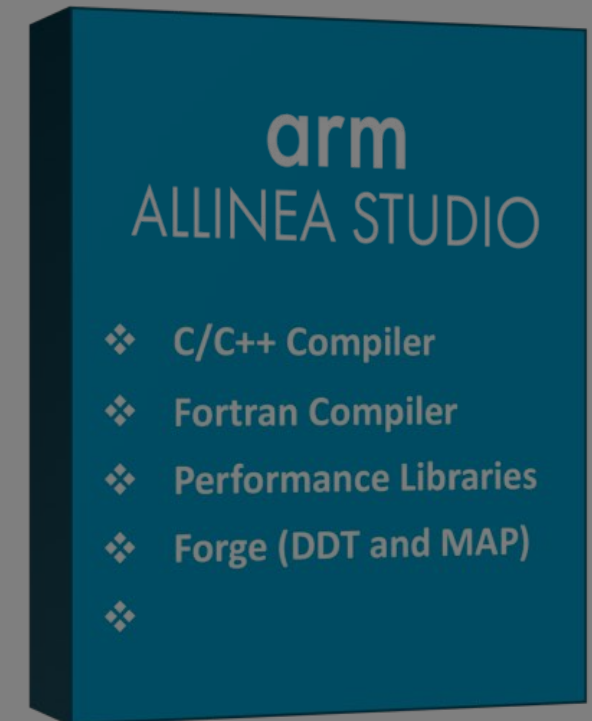 arm
ALLINEA STUDIO
❖ C/C++ Compiler
❖ Fortran Compiler
❖ Performance Libraries
❖ Forge (DDT and MAP)
❖